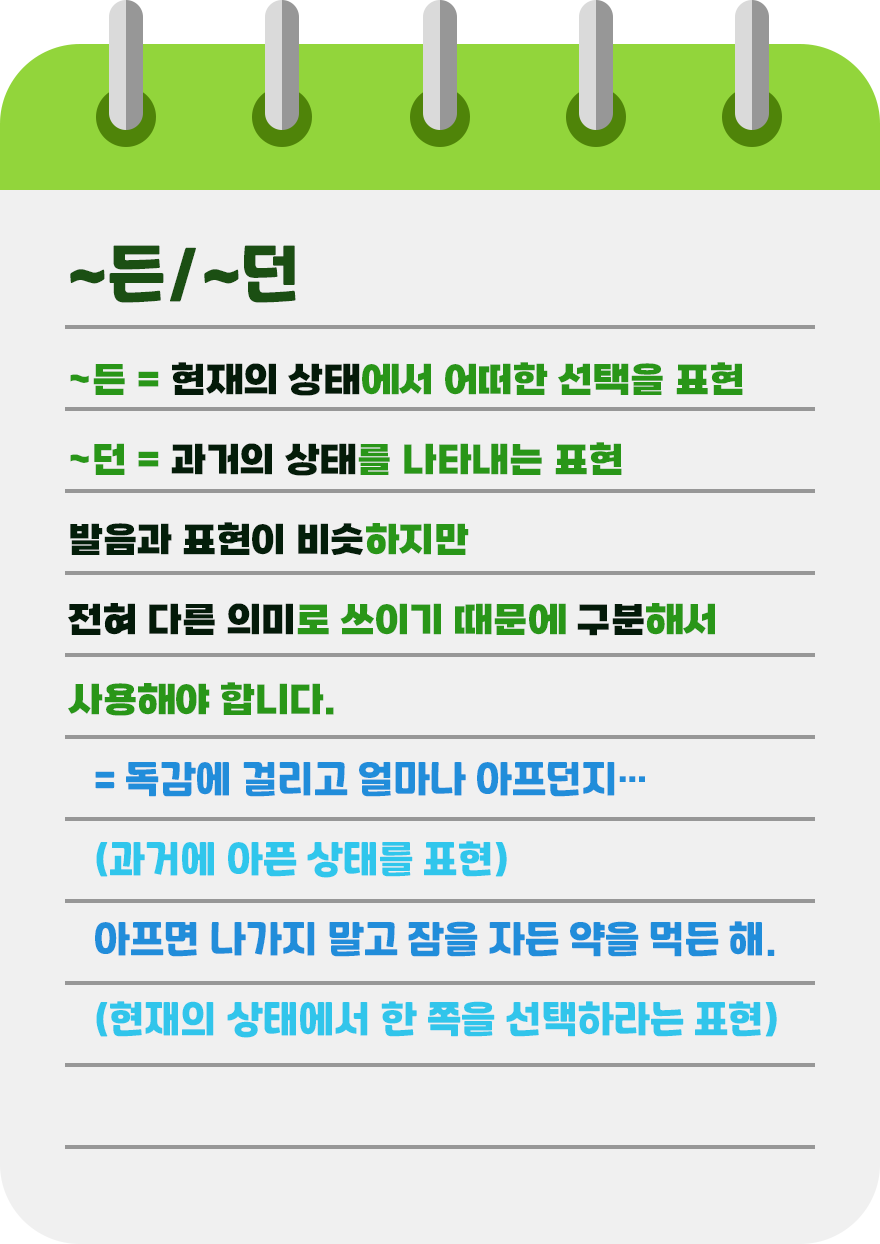 ~든/~던
~든 = 현재의 상태에서 어떠한 선택을 표현
~던 = 과거의 상태를 나타내는 표현
발음과 표현이 비슷하지만
전혀 다른 의미로 쓰이기 때문에 구분해서
사용해야 합니다.
= 독감에 걸리고 얼마나 아프던지…
(과거에 아픈 상태를 표현)
아프면 나가지 말고 잠을 자든 약을 먹든 해.
(현재의 상태에서 한 쪽을 선택하라는 표현)